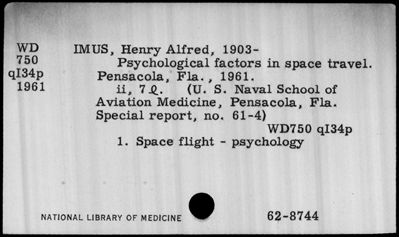 WD
750
qI34p
1961
IMUS, Henry Alfred, 1903-
Psychological factors in space travel.
Pensacola, Fla., 1961.
ii, 7 ℓ. (U. S. Naval School of
Aviation Medicine, Pensacola, Fla.
Special report, no. 61-4)
WD750 qI34p
1. Space flight - psychology
NATIONAL LIBRARY OF MEDICINE
62-8744